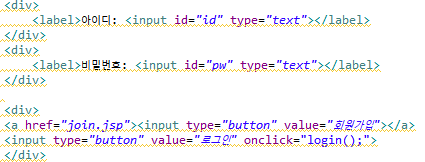 <div>
<label>아이디: <input id="id" type="text"></label>
</div>
<div>
<label>비밀번호: <input id="pw" type="text"></label>
</div>
<div>
<a href="join.jsp"><input type="button" value="회원가입"></a>
<input type="button" value="로그인" onclick="login();">
</div>